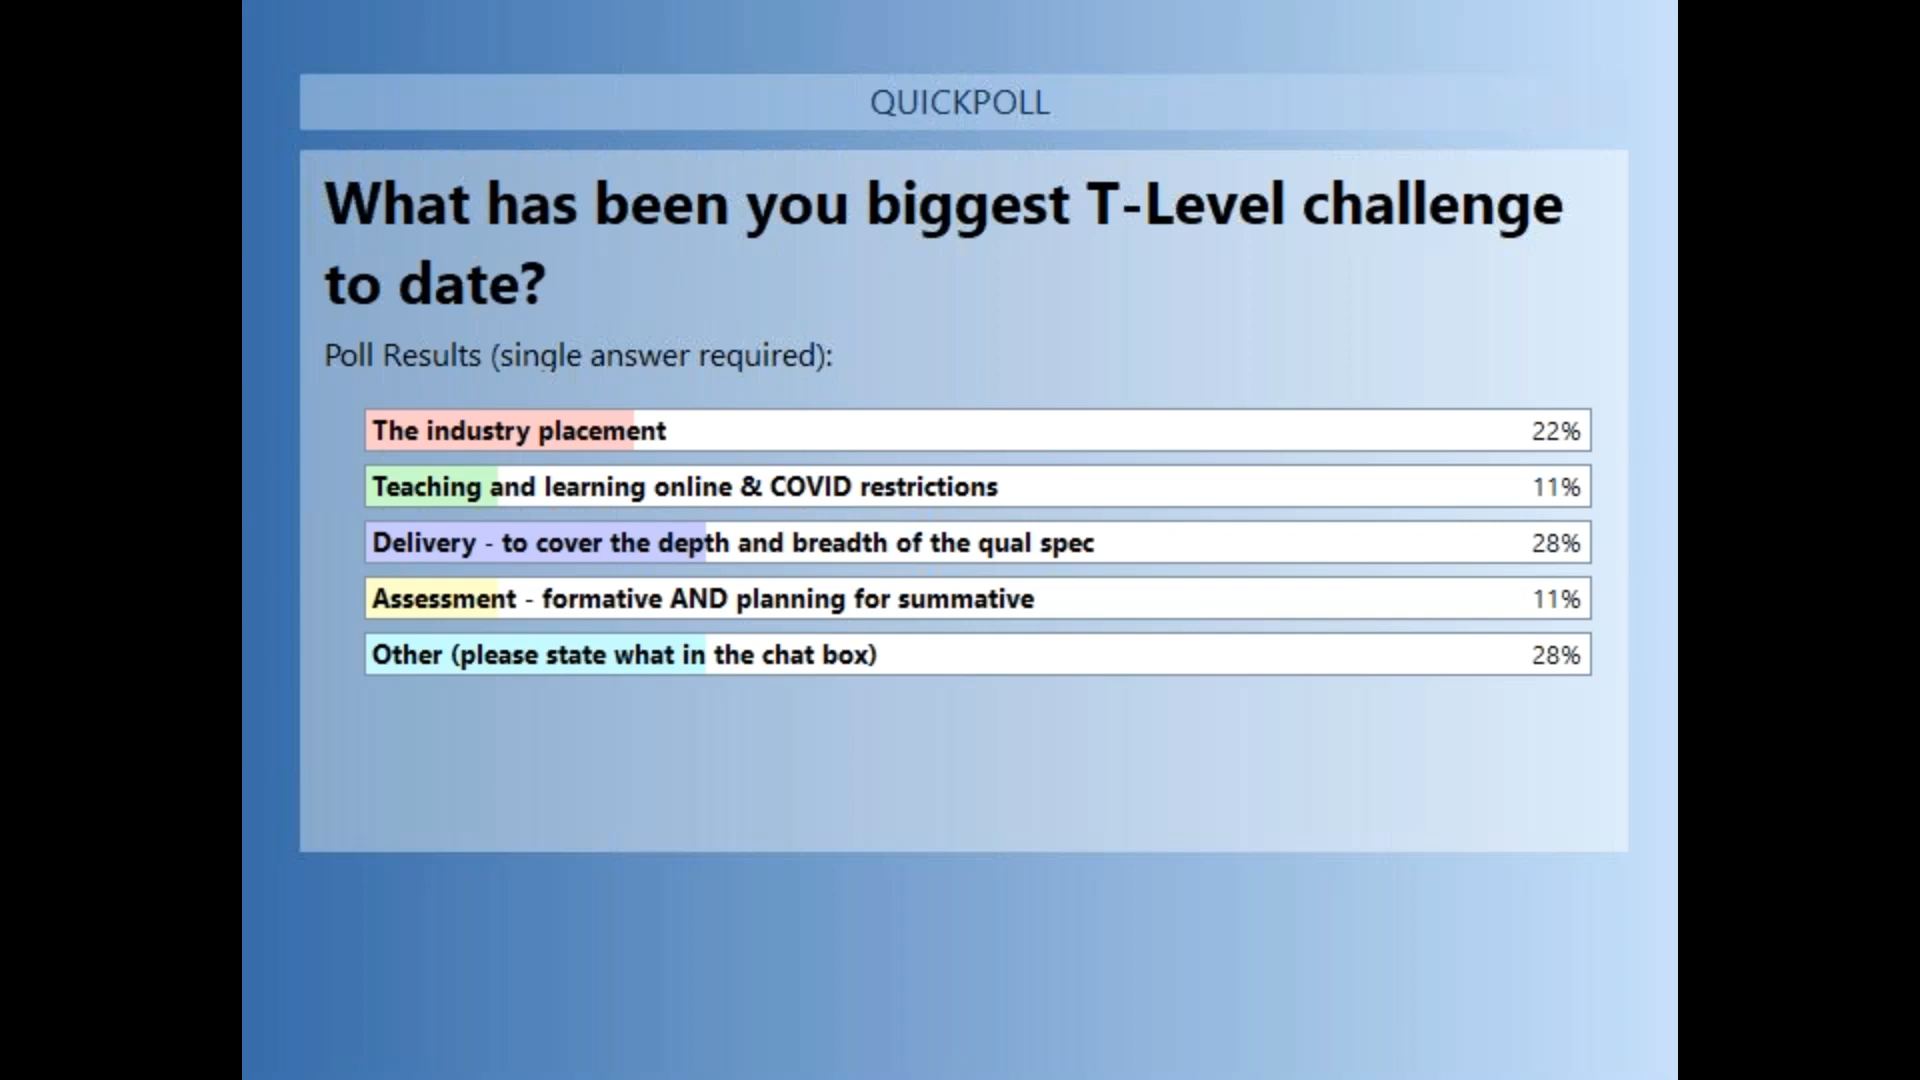 QUICKPOLL
What has been you biggest T-Level challenge
to date?
Poll Results (single answer required):
The industry placement 22%
Teaching and learning online & COVID restrictions 11%
Delivery - to cover the depth and breadth of the qual spec 28%
Assessment - formative AND planning for summative 11%
Other (please state what in the chat box) 28%